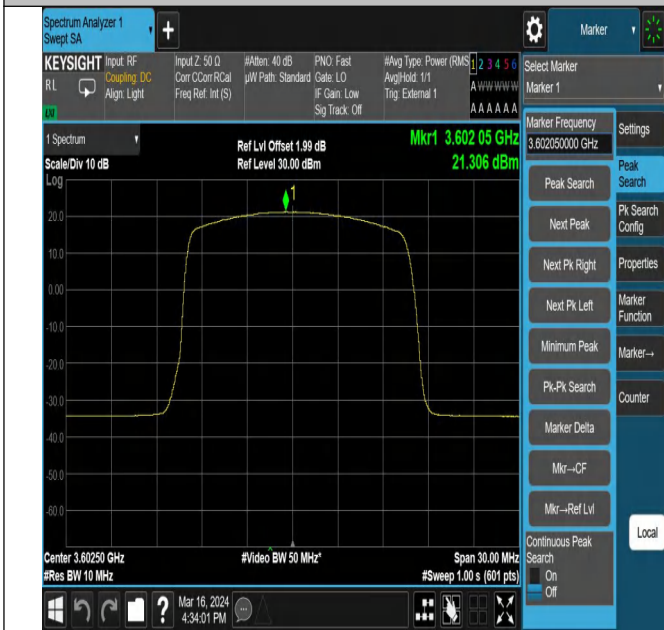 Spectrum Analyzer 1
Swept SA
+
Marker
KEYSIGHT
RL
LXI
Input: RF
Coupling: DC
Align: Light
Input Z: 50 Ω
Corr CCorr RCal
Freq Ref: Int (S)
#Atten: 40 dB
µW Path: Standard
PNO: Fast
Gate: LO
IF Gain: Low
Sig Track: Off
#Avg Type: Power (RMS
Avg|Hold: 1/1
Trig: External 1
1 2 3 4 5 6
A W W W W W
A A A A A A
Select Marker
Marker 1
1 Spectrum
Scale/Div 10 dB
Log
Ref Lvl Offset 1.99 dB
Ref Level 30.00 dBm
Mkr1 3.602 05 GHz
21.306 dBm
1
20.0
10.0
0.00
-10.0
-20.0
-30.0
-40.0
-50.0
-60.0
Center 3.60250 GHz
#Res BW 10 MHz
#Video BW 50 MHz*
Span 30.00 MHz
#Sweep 1.00 s (601 pts)
Marker Frequency
3.602050000 GHz
Peak Search
Next Peak
Next Pk Right
Next Pk Left
Minimum Peak
Pk-Pk Search
Marker Delta
Mkr→CF
Mkr→Ref Lvl
Continuous Peak
Search
On
Off
Settings
Peak
Search
Pk Search
Config
Properties
Marker
Function
Marker→
Counter
Local
?
Mar 16, 2024
4:34:01 PM